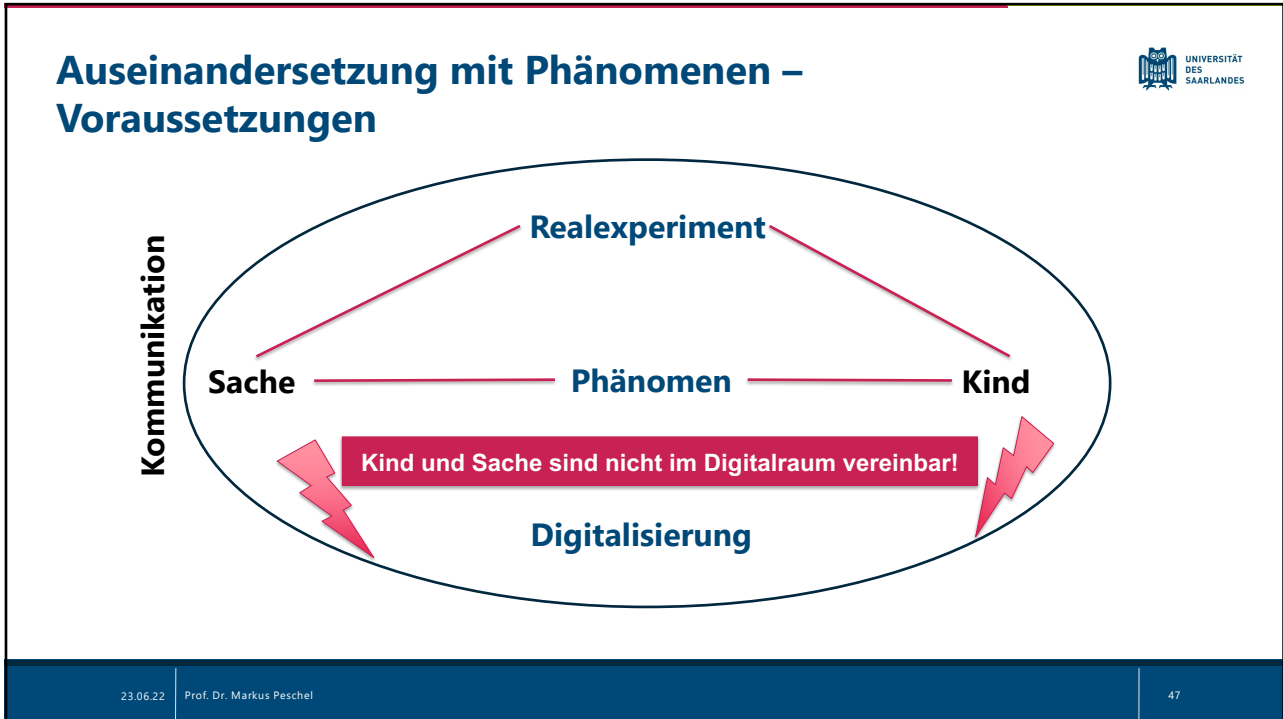 Auseinandersetzung mit Phänomenen –
Voraussetzungen
UNIVERSITÄT
DES
SAARLANDES
Kommunikation
Realexperiment
Sache
Phänomen
Kind
Kind und Sache sind nicht im Digitalraum vereinbar!
Digitalisierung
23.06.22
Prof. Dr. Markus Peschel
47